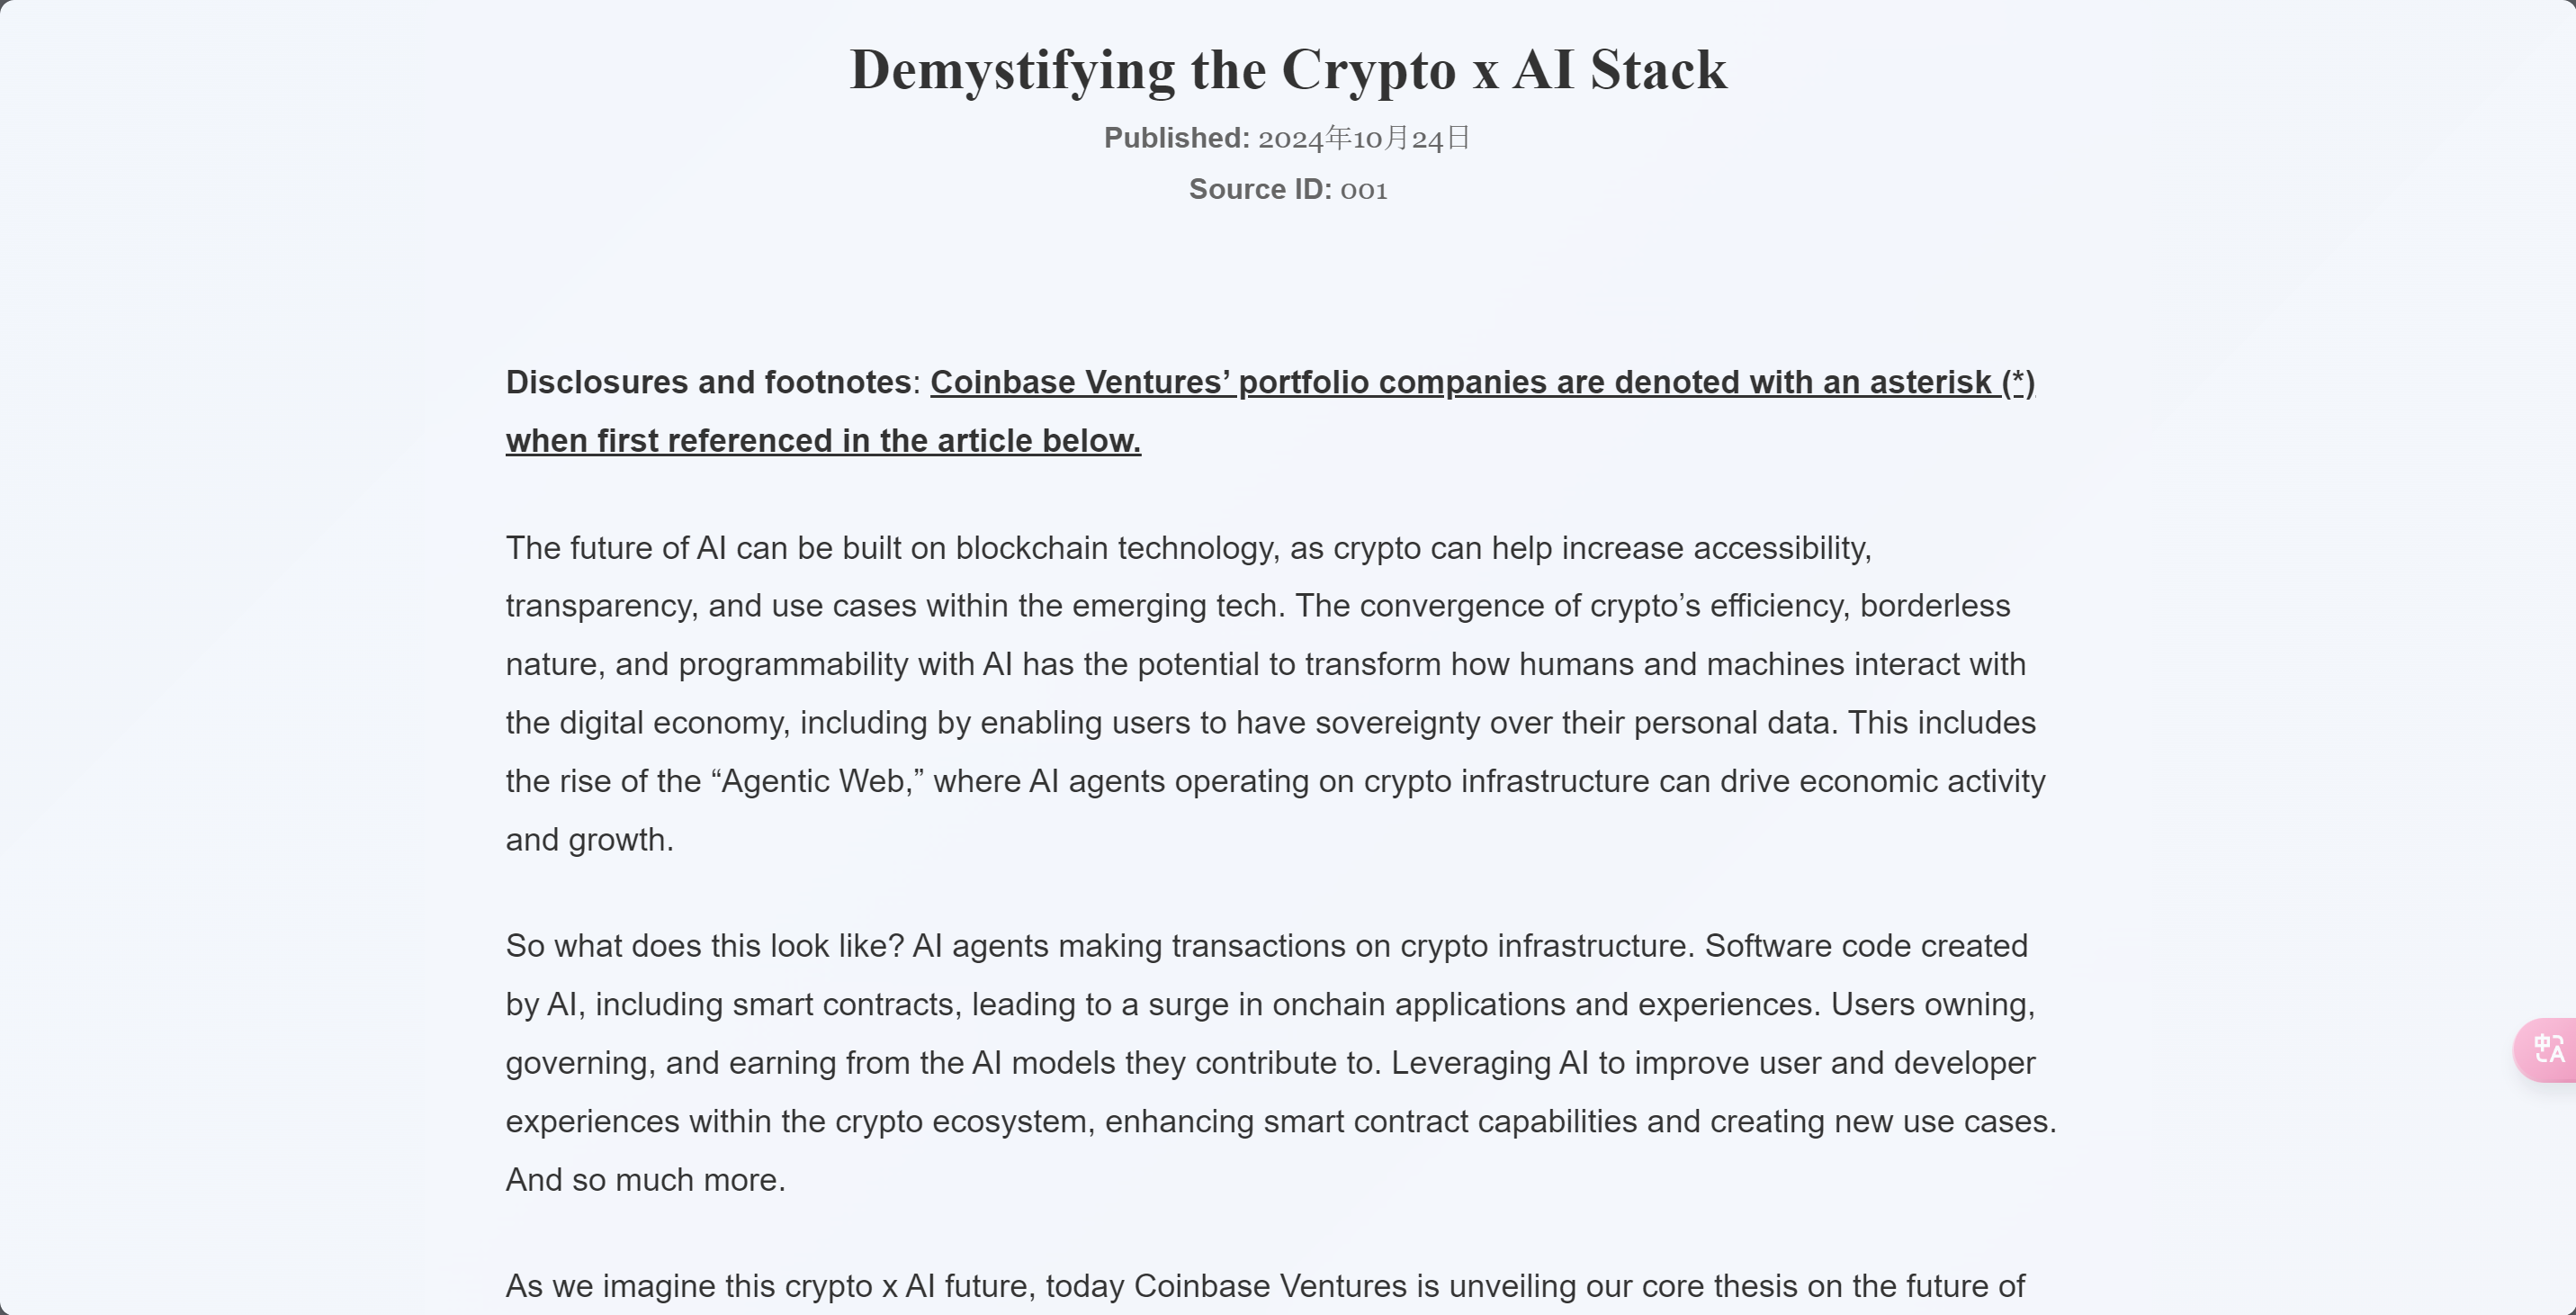 Demystifying the Crypto x AI Stack
Published: 2024年10月24日
Source ID: 001
Disclosures and footnotes: Coinbase Ventures’ portfolio companies are denoted with an asterisk (*)
when first referenced in the article below.
The future of AI can be built on blockchain technology, as crypto can help increase accessibility,
transparency, and use cases within the emerging tech. The convergence of crypto’s efficiency, borderless
nature, and programmability with AI has the potential to transform how humans and machines interact with
the digital economy, including by enabling users to have sovereignty over their personal data. This includes
the rise of the “Agentic Web,” where AI agents operating on crypto infrastructure can drive economic activity
and growth.
So what does this look like? AI agents making transactions on crypto infrastructure. Software code created
by AI, including smart contracts, leading to a surge in onchain applications and experiences. Users owning,
governing, and earning from the AI models they contribute to. Leveraging AI to improve user and developer
experiences within the crypto ecosystem, enhancing smart contract capabilities and creating new use cases.
And so much more.
As we imagine this crypto x AI future, today Coinbase Ventures is unveiling our core thesis on the future of